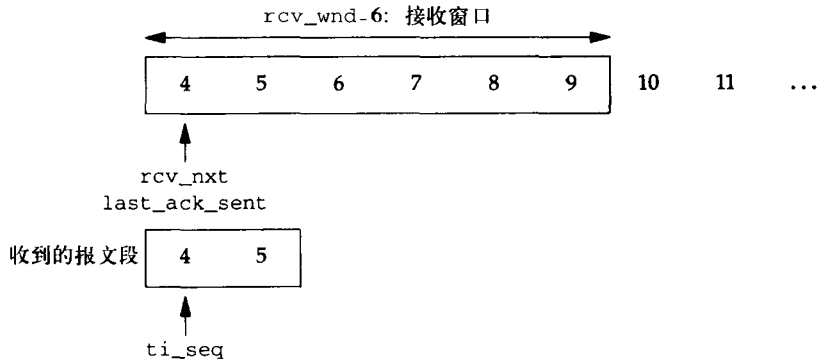 rcv_wnd-6: 接收窗口
4 5 6 7 8 9 10 11 ...
rcv_nxt
last_ack_sent
收到的报文段 4 5
ti_seq